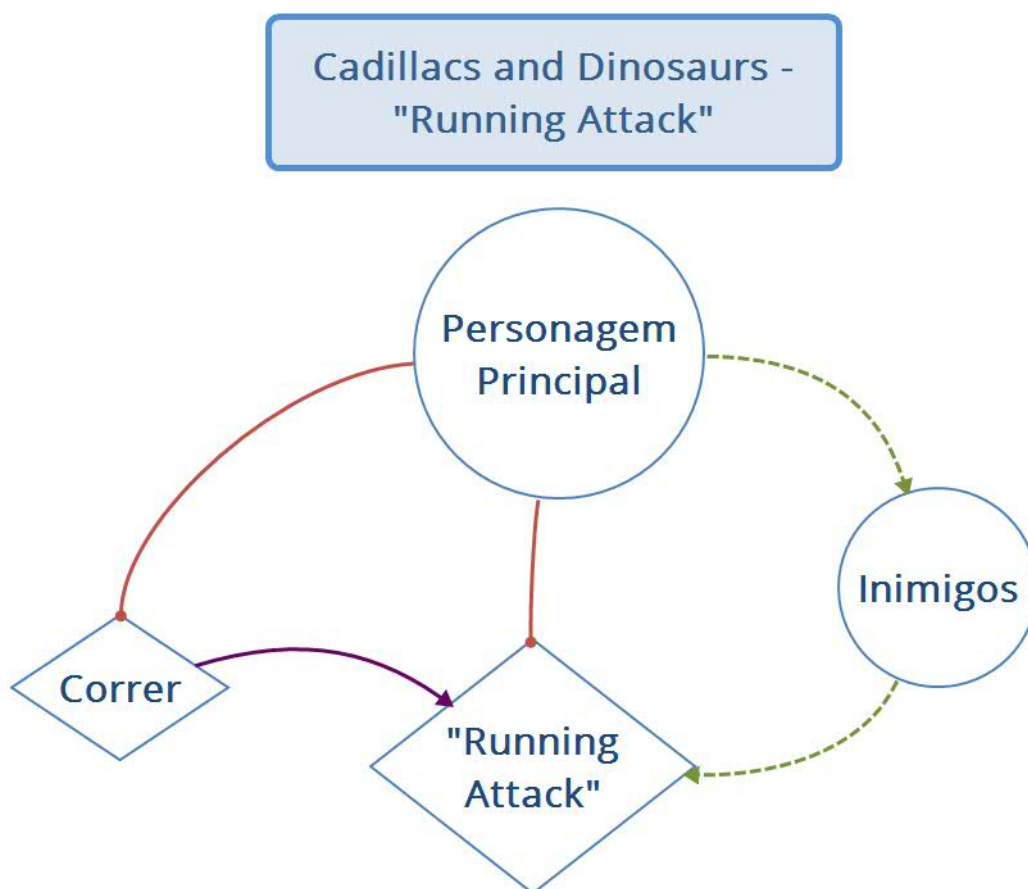 Cadillacs and Dinosaurs -
"Running Attack"
Personagem
Principal
Inimigos
Correr
"Running
Attack"